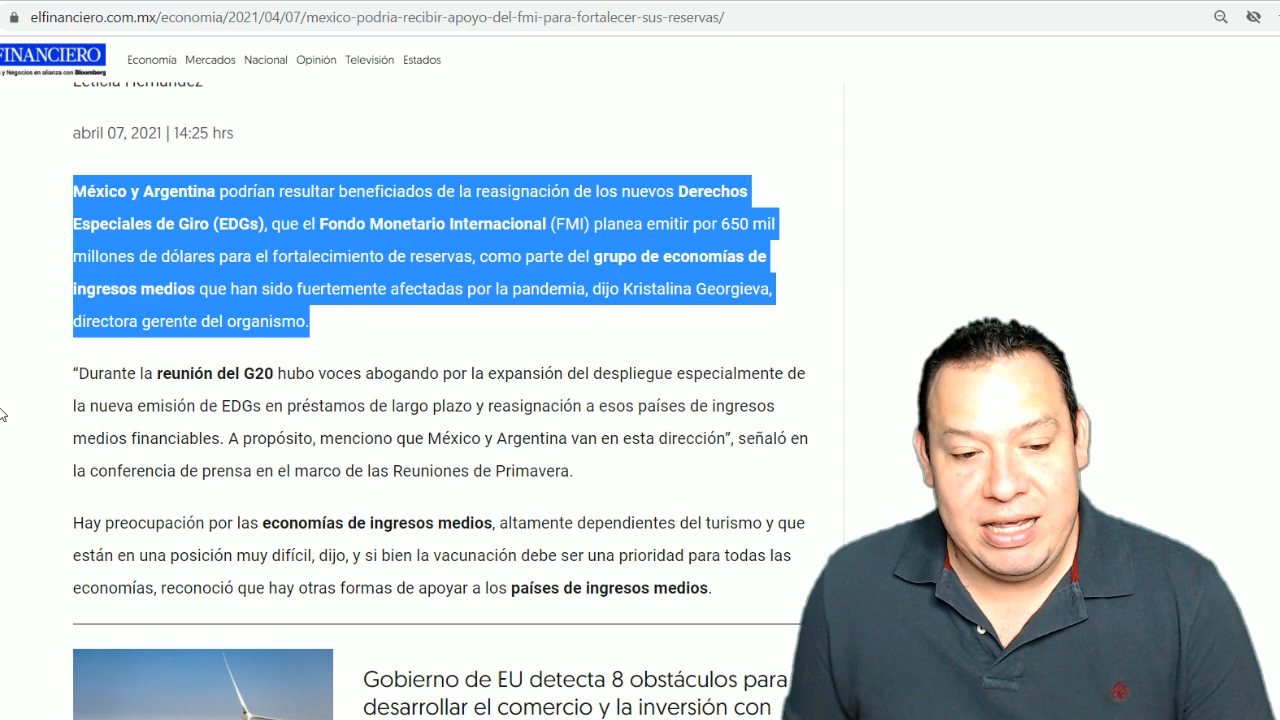 elfinanciero.com.mx/economia/2021/04/07/mexico-podria-recibir-apoyo-del-fmi-para-fortalecer-sus-reservas/
FINANCIERO
y Negocios en alianza con Bloomberg
Economía Mercados Nacional Opinión Televisión Estados
Leticia Hernández
abril 07, 2021 | 14:25 hrs
México y Argentina podrían resultar beneficiados de la reasignación de los nuevos Derechos
Especiales de Giro (EDGs), que el Fondo Monetario Internacional (FMI) planea emitir por 650 mil
millones de dólares para el fortalecimiento de reservas, como parte del grupo de economías de
ingresos medios que han sido fuertemente afectadas por la pandemia, dijo Kristalina Georgieva,
directora gerente del organismo.
“Durante la reunión del G20 hubo voces abogando por la expansión del despliegue especialmente de
la nueva emisión de EDGs en préstamos de largo plazo y reasignación a esos países de ingresos
medios financiables. A propósito, menciono que México y Argentina van en esta dirección”, señaló en
la conferencia de prensa en el marco de las Reuniones de Primavera.
Hay preocupación por las economías de ingresos medios, altamente dependientes del turismo y que
están en una posición muy difícil, dijo, y si bien la vacunación debe ser una prioridad para todas las
economías, reconoció que hay otras formas de apoyar a los países de ingresos medios.
Gobierno de EU detecta 8 obstáculos para
desarrollar el comercio y la inversión con